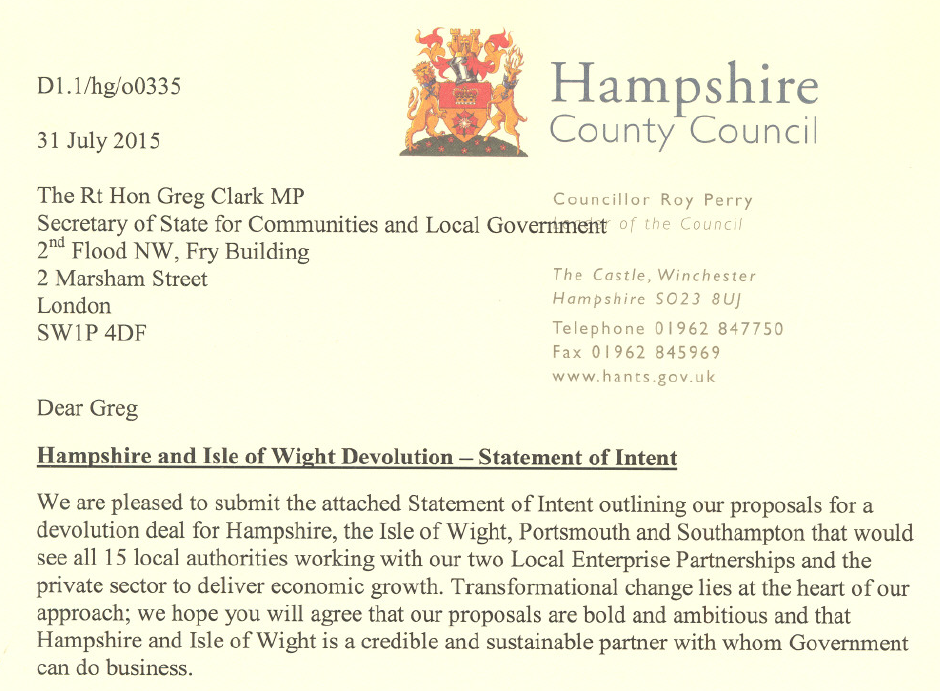 D1.1/hg/o0335
31 July 2015
Hampshire
County Council
The Rt Hon Greg Clark MP
Secretary of State for Communities and Local Government
2nd Flood NW, Fry Building
2 Marsham Street
London
SW1P 4DF
Councillor Roy Perry
Leader of the Council
The Castle, Winchester
Hampshire SO23 8UJ
Telephone 01962 847750
Fax 01962 845969
www.hants.gov.uk
Dear Greg
Hampshire and Isle of Wight Devolution – Statement of Intent
We are pleased to submit the attached Statement of Intent outlining our proposals for a
devolution deal for Hampshire, the Isle of Wight, Portsmouth and Southampton that would
see all 15 local authorities working with our two Local Enterprise Partnerships and the
private sector to deliver economic growth. Transformational change lies at the heart of our
approach; we hope you will agree that our proposals are bold and ambitious and that
Hampshire and Isle of Wight is a credible and sustainable partner with whom Government
can do business.